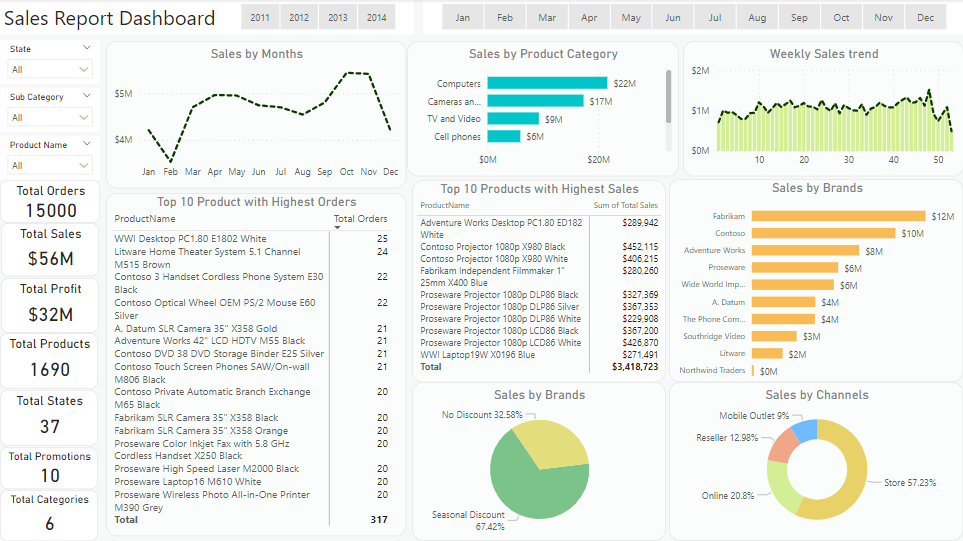 Sales Report Dashboard
2011
2012
2013
2014
Jan
Feb
Mar
Apr
May
Jun
Jul
Aug
Sep
Oct
Nov
Dec
State
All
Sub Category
All
Product Name
All
Total Orders
15000
Total Sales
$56M
Total Profit
$32M
Total Products
1690
Total States
37
Total Promotions
10
Total Categories
6
Sales by Months
$5M
$4M
Jan Feb Mar Apr May Jun Jul Aug Sep Oct Nov Dec
Sales by Product Category
Computers $22M
Cameras an... $17M
TV and Video $9M
Cell phones $6M
$0M $20M
Weekly Sales trend
$2M
$1M
$0M
10 20 30 40 50
Top 10 Product with Highest Orders
ProductName Total Orders
WWI Desktop PC1.80 E1802 White 25
Litware Home Theater System 5.1 Channel 24
M515 Brown
Contoso 3 Handset Cordless Phone System E30 22
Black
Contoso Optical Wheel OEM PS/2 Mouse E60 22
Silver
A. Datum SLR Camera 35" X358 Gold 21
Adventure Works 42" LCD HDTV M55 Black 21
Contoso DVD 38 DVD Storage Binder E25 Silver 21
Contoso Touch Screen Phones SAW/On-wall 21
M806 Black
Contoso Private Automatic Branch Exchange 20
M65 Black
Fabrikam SLR Camera 35" X358 Black 20
Fabrikam SLR Camera 35" X358 Orange 20
Proseware Color Inkjet Fax with 5.8 GHz 20
Cordless Handset X250 Black
Proseware High Speed Laser M2000 Black 20
Proseware Laptop16 M610 White 20
Proseware Wireless Photo All-in-One Printer 20
M390 Grey
Total 317
Top 10 Products with Highest Sales
ProductName Sum of Total Sales
Adventure Works Desktop PC1.80 ED182 $289,942
White
Contoso Projector 1080p X980 Black $452,115
Contoso Projector 1080p X980 White $406,215
Fabrikam Independent Filmmaker 1" $280,260
25mm X400 Blue
Proseware Projector 1080p DLP86 Black $327,369
Proseware Projector 1080p DLP86 Silver $367,353
Proseware Projector 1080p DLP86 White $229,908
Proseware Projector 1080p LCD86 Black $367,200
Proseware Projector 1080p LCD86 White $426,870
WWI Laptop19W X0196 Blue $271,491
Total $3,418,723
Sales by Brands
Fabrikam $12M
Contoso $10M
Adventure Works $8M
Proseware $6M
Wide World Imp... $6M
A. Datum $4M
The Phone Com... $4M
Southridge Video $3M
Litware $2M
Northwind Traders $0M
Sales by Brands
No Discount 32.58%
Seasonal Discount
67.42%
Sales by Channels
Mobile Outlet 9%
Reseller 12.98%
Online 20.8%
Store 57.23%